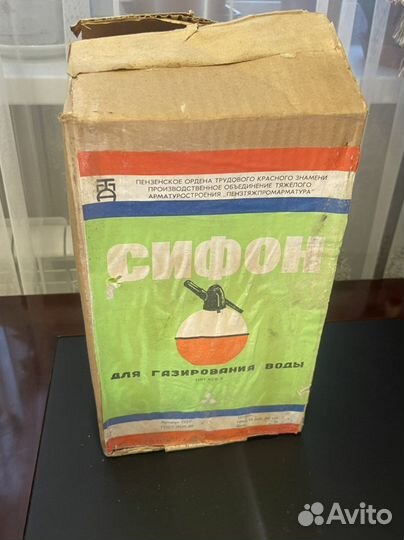 ПЕНЗЕНСКОЕ ОРДЕНА ТРУДОВОГО КРАСНОГО ЗНАМЕНИ
ПРОИЗВОДСТВЕННОЕ ОБЪЕДИНЕНИЕ ТЯЖЕЛОГО
АРМАТУРОСТРОЕНИЯ „ПЕНЗТЯЖПРОМАРМАТУРА"
СИФОН
ДЛЯ ГАЗИРОВАНИЯ ВОДЫ
Avito